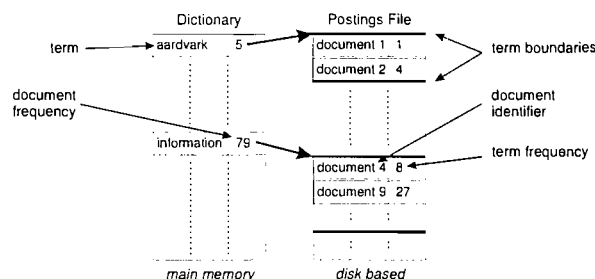 Dictionary
Postings File
term
aardvark 5
document 1 1
term boundaries
document 2 4
document frequency
document identifier
information 79
term frequency
document 4 8
document 9 27
main memory
disk based